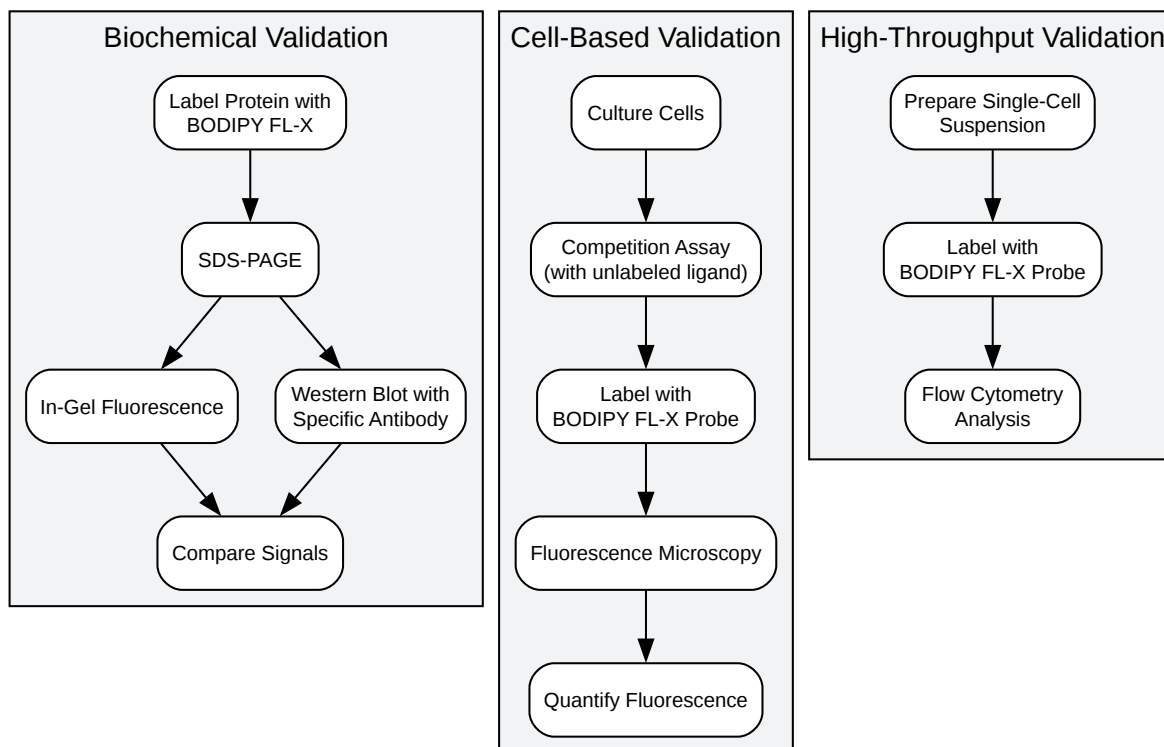 Biochemical Validation
Label Protein with
BODIPY FL-X
SDS-PAGE
In-Gel Fluorescence
Western Blot with
Specific Antibody
Compare Signals
Cell-Based Validation
Culture Cells
Competition Assay
(with unlabeled ligand)
Label with
BODIPY FL-X Probe
Fluorescence Microscopy
Quantify Fluorescence
High-Throughput Validation
Prepare Single-Cell
Suspension
Label with
BODIPY FL-X Probe
Flow Cytometry
Analysis